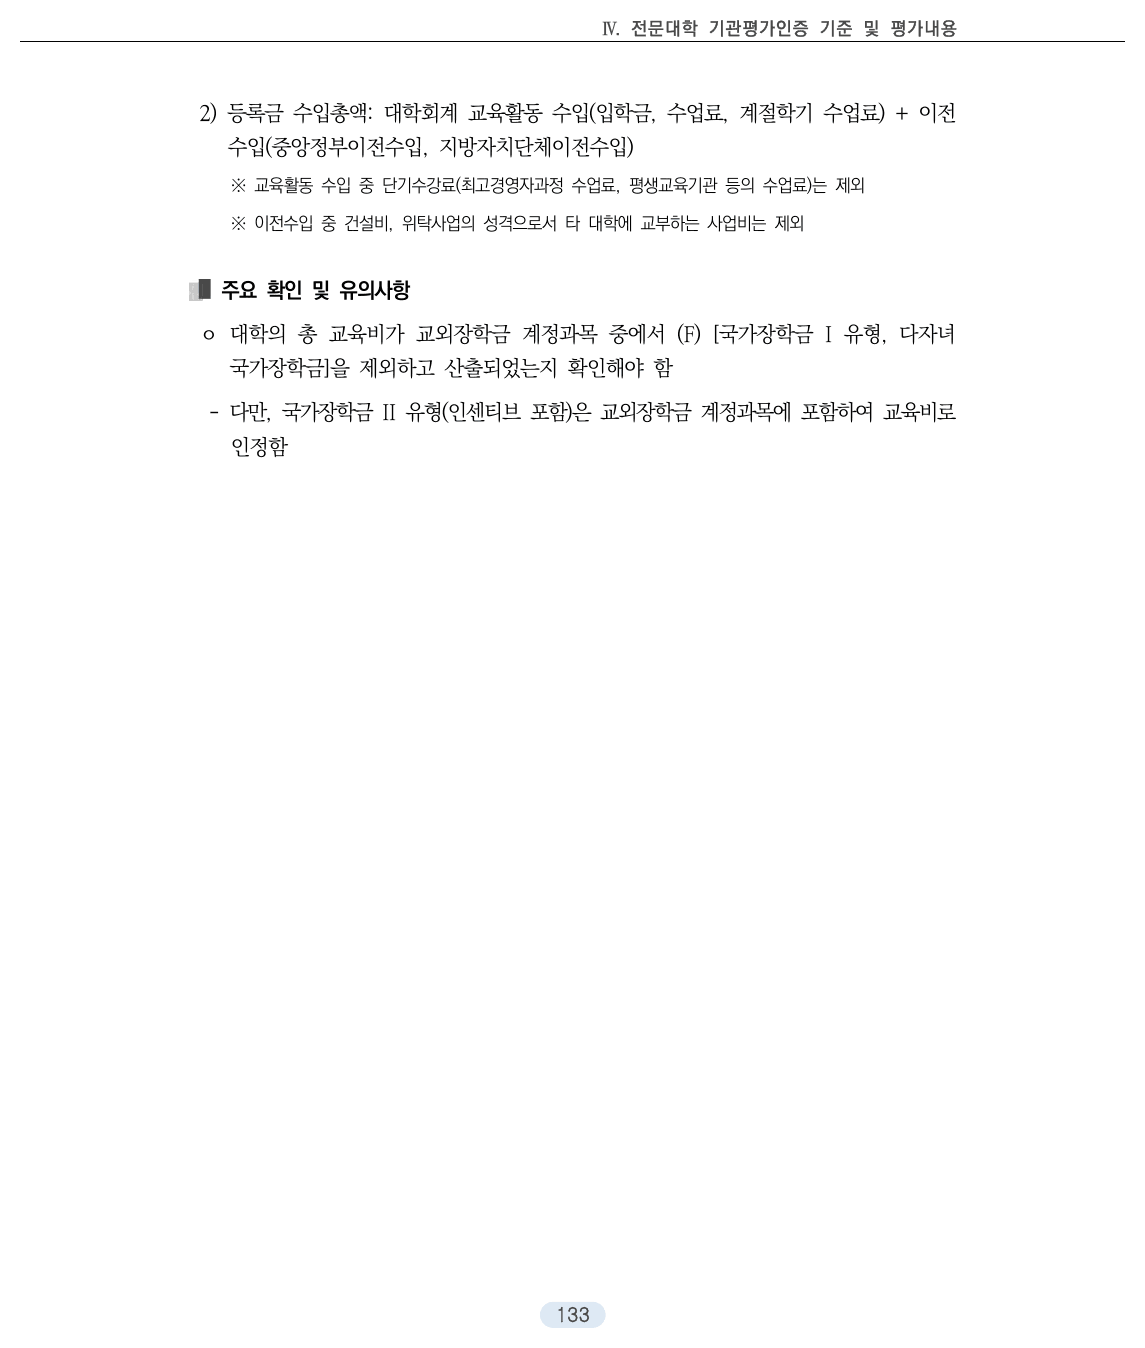 Ⅳ. 전문대학 기관평가인증 기준 및 평가내용
2) 등록금 수입총액: 대학회계 교육활동 수입(입학금, 수업료, 계절학기 수업료) + 이전
수입(중앙정부이전수입, 지방자치단체이전수입)
※ 교육활동 수입 중 단기수강료(최고경영자과정 수업료, 평생교육기관 등의 수업료)는 제외
※ 이전수입 중 건설비, 위탁사업의 성격으로서 타 대학에 교부하는 사업비는 제외
주요 확인 및 유의사항
ㅇ 대학의 총 교육비가 교외장학금 계정과목 중에서 (F) [국가장학금 I 유형, 다자녀
국가장학금]을 제외하고 산출되었는지 확인해야 함
- 다만, 국가장학금 II 유형(인센티브 포함)은 교외장학금 계정과목에 포함하여 교육비로
인정함
133